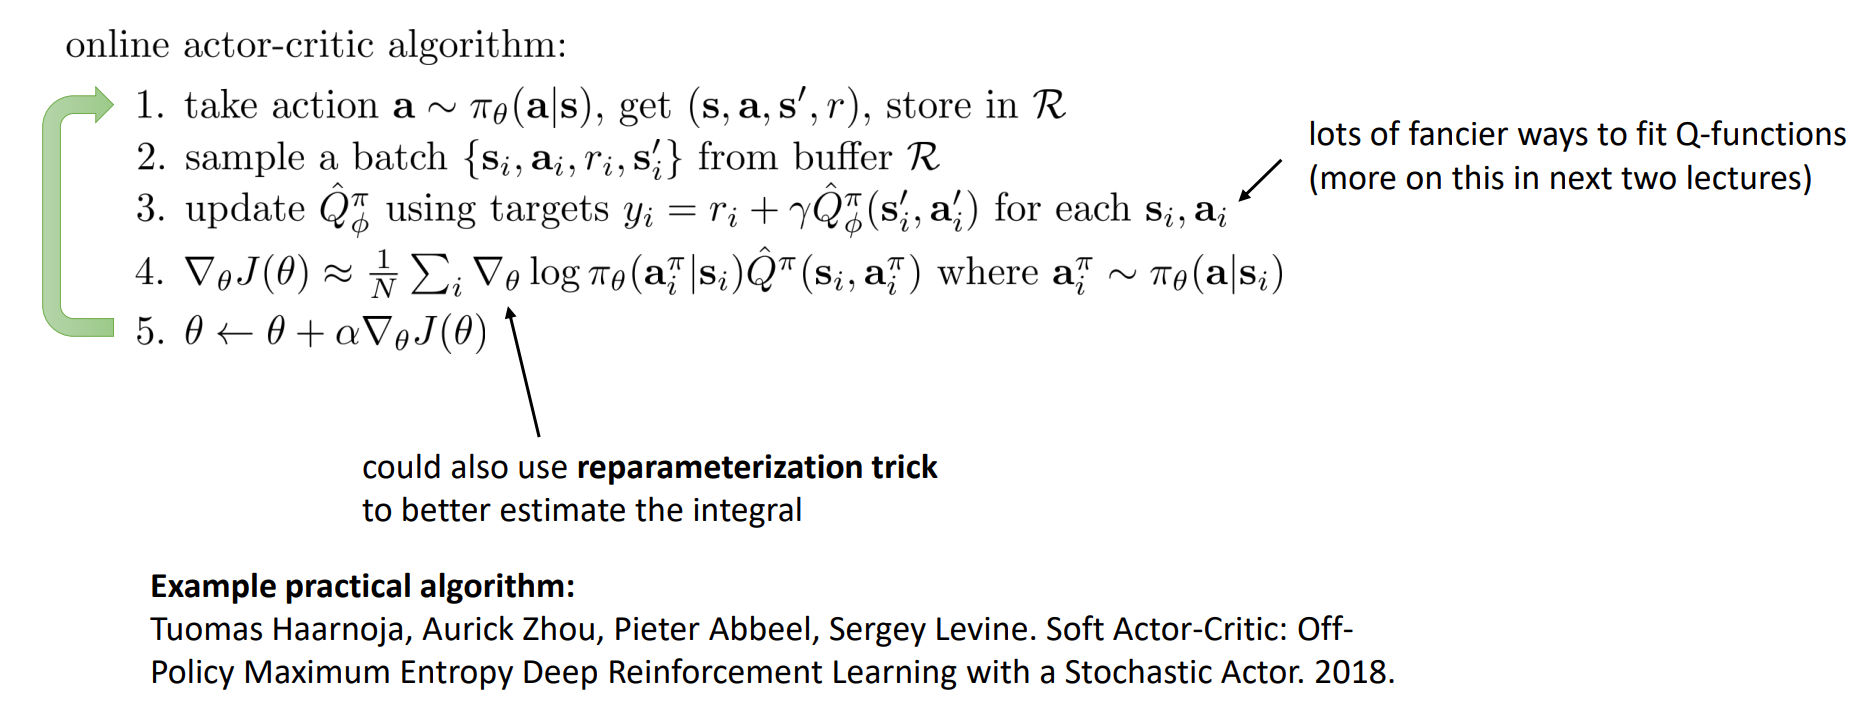 online actor-critic algorithm:
1. take action $\mathbf{a} \sim \pi_\theta(\mathbf{a}|\mathbf{s})$, get $(\mathbf{s}, \mathbf{a}, \mathbf{s}', r)$, store in $\mathcal{R}$
2. sample a batch $\{\mathbf{s}_i, \mathbf{a}_i, r_i, \mathbf{s}'_i\}$ from buffer $\mathcal{R}$
3. update $\hat{Q}^\pi_\phi$ using targets $y_i = r_i + \gamma \hat{Q}^\pi_\phi(\mathbf{s}'_i, \mathbf{a}'_i)$ for each $\mathbf{s}_i, \mathbf{a}_i$
4. $\nabla_\theta J(\theta) \approx \frac{1}{N} \sum_i \nabla_\theta \log \pi_\theta(\mathbf{a}^\pi_i|\mathbf{s}_i) \hat{Q}^\pi(\mathbf{s}_i, \mathbf{a}^\pi_i)$ where $\mathbf{a}^\pi_i \sim \pi_\theta(\mathbf{a}|\mathbf{s}_i)$
5. $\theta \leftarrow \theta + \alpha \nabla_\theta J(\theta)$
lots of fancier ways to fit Q-functions
(more on this in next two lectures)
could also use reparameterization trick
to better estimate the integral
Example practical algorithm:
Tuomas Haarnoja, Aurick Zhou, Pieter Abbeel, Sergey Levine. Soft Actor-Critic: Off-
Policy Maximum Entropy Deep Reinforcement Learning with a Stochastic Actor. 2018.